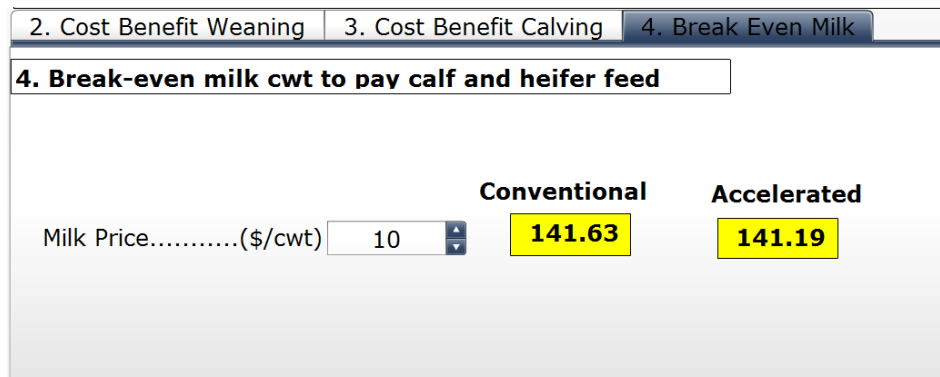 2. Cost Benefit Weaning 3. Cost Benefit Calving 4. Break Even Milk
4. Break-even milk cwt to pay calf and heifer feed
Conventional Accelerated
Milk Price...........($/cwt) 10 141.63 141.19